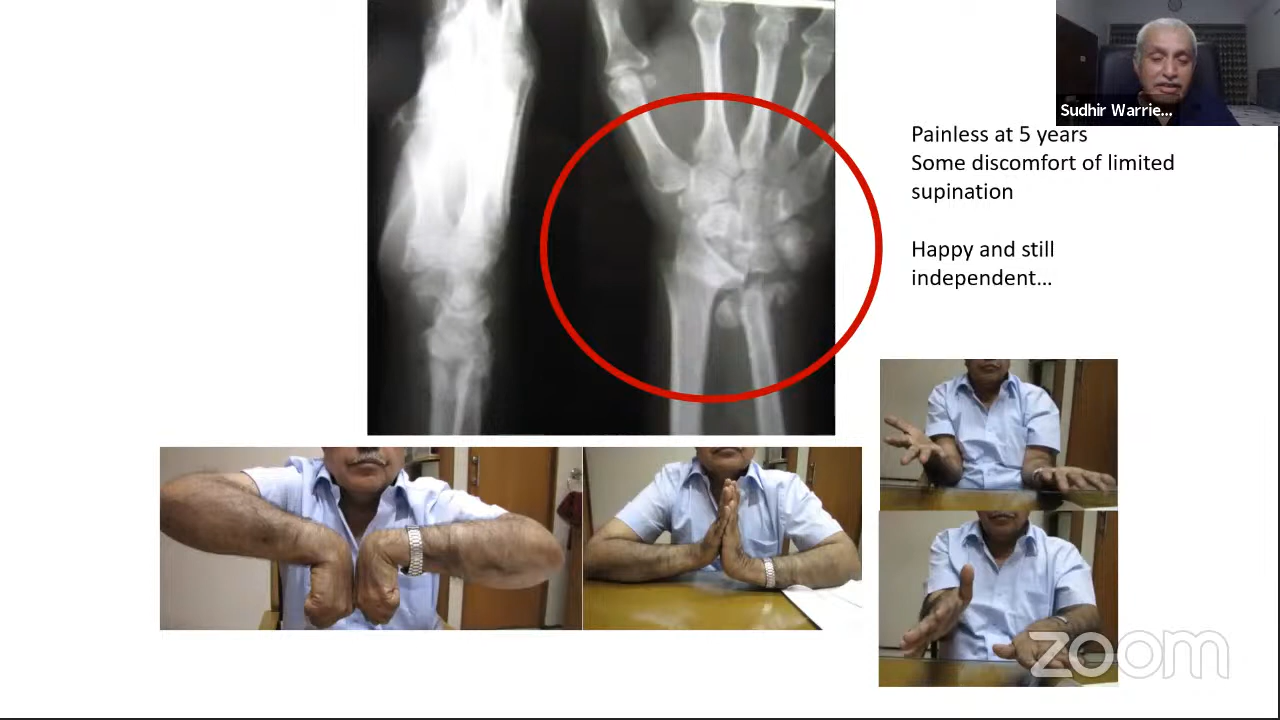 Sudhir Warrie...
Painless at 5 years
Some discomfort of limited
supination
Happy and still
independent...
zoom